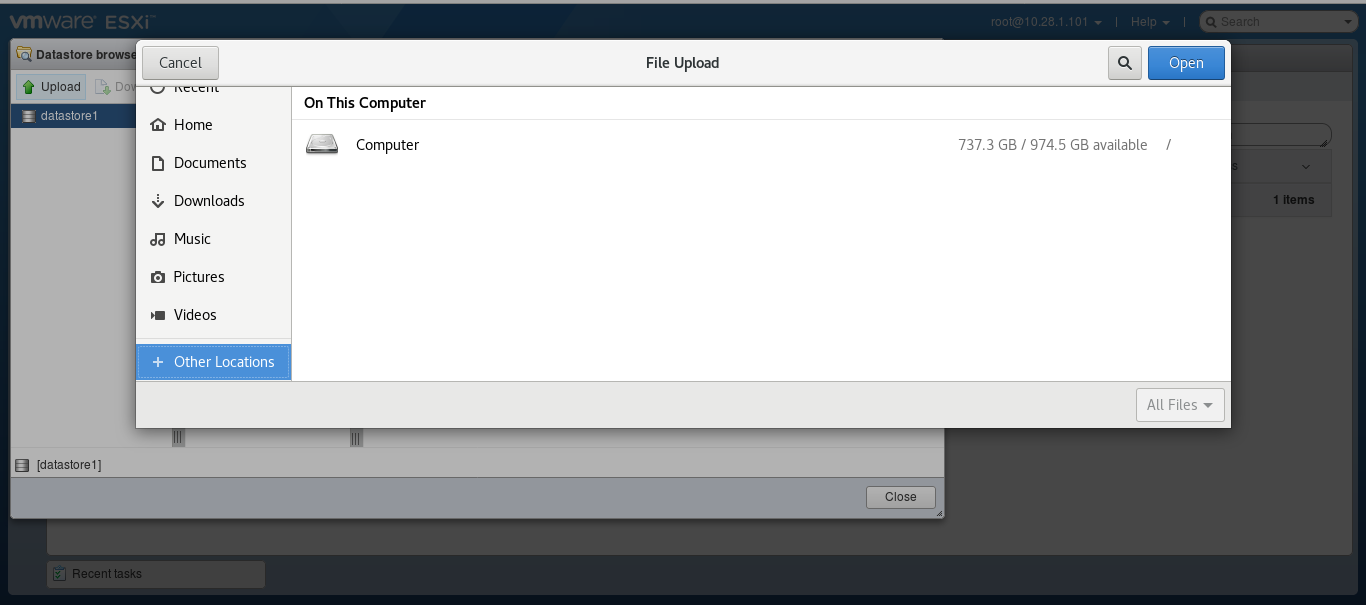 vmware ESXi™
root@10.28.1.101 | Help | Search
Datastore browse
Cancel File Upload Open
Upload Dow
datastore1
Recent
Home
Documents
Downloads
Music
Pictures
Videos
Other Locations
On This Computer
Computer 737.3 GB / 974.5 GB available /
s
1 items
All Files
[datastore1]
Close
Recent tasks